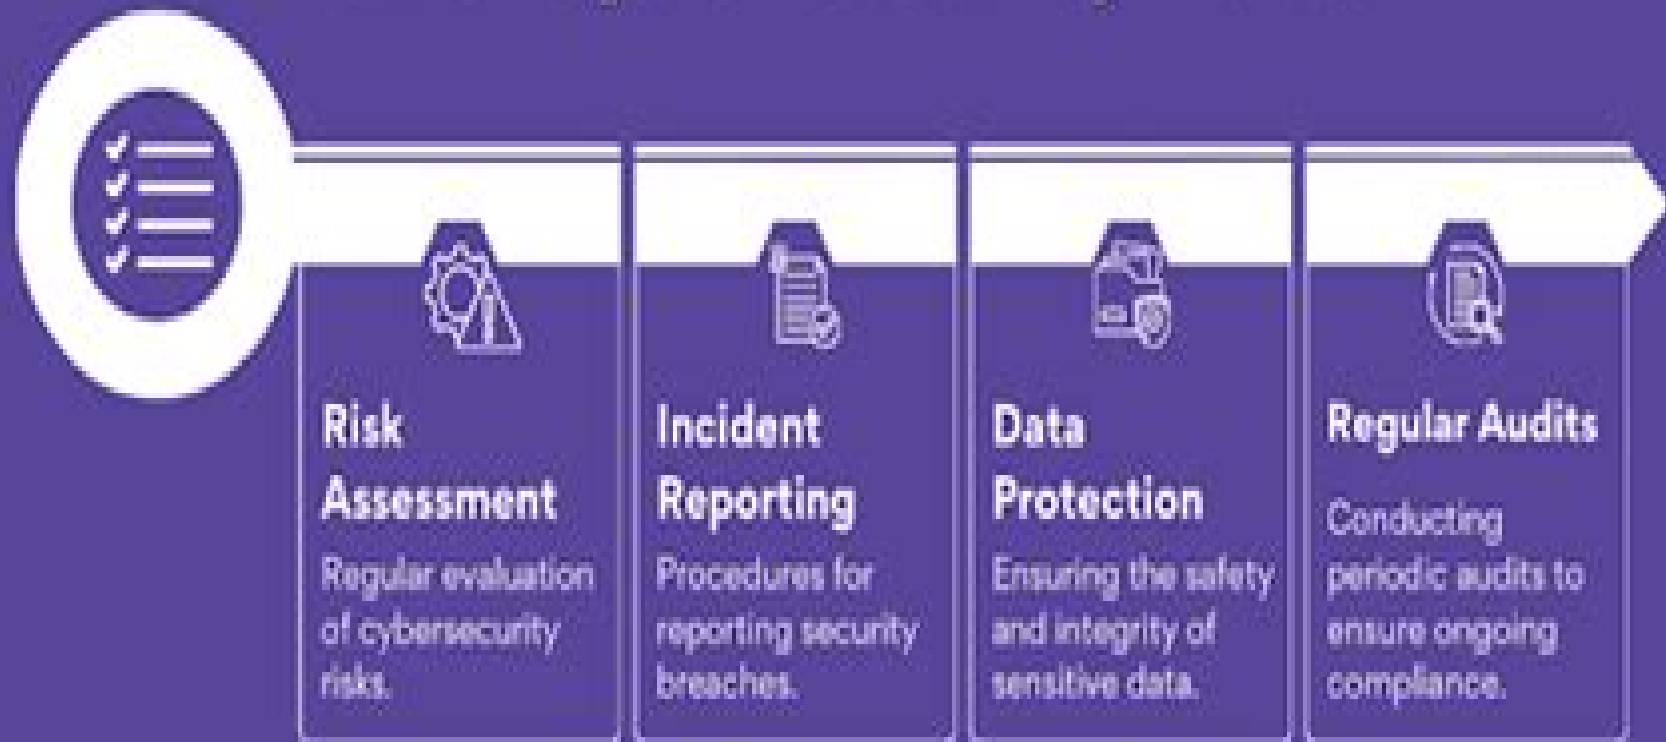 Risk
Assessment
Regular evaluation
of cybersecurity
risks.
Incident
Reporting
Procedures for
reporting security
breaches.
Data
Protection
Ensuring the safety
and integrity of
sensitive data.
Regular Audits
Conducting
periodic audits to
ensure ongoing
compliance.